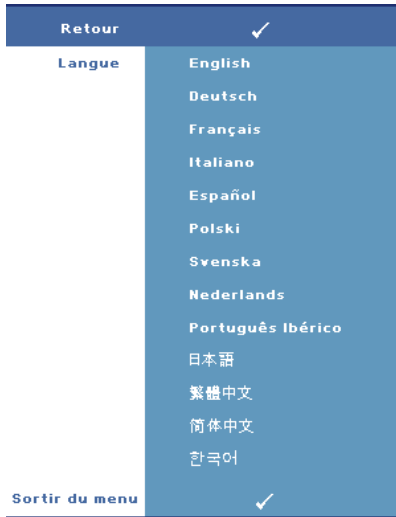 Retour ✓
Langue English
Deutsch
Français
Italiano
Español
Polski
Svenska
Nederlands
Português Ibérico
日本語
繁體中文
简体中文
한국어
Sortir du menu ✓